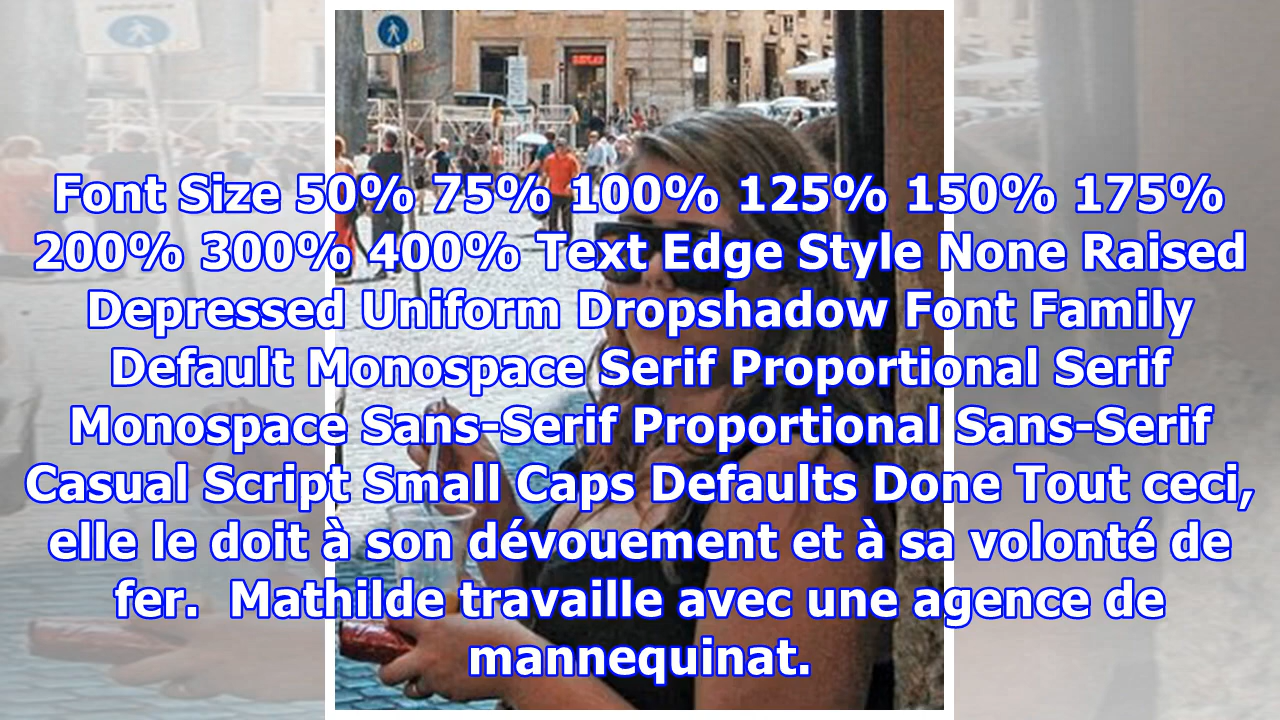 Font Size 50% 75% 100% 125% 150% 175%
200% 300% 400% Text Edge Style None Raised
Depressed Uniform Dropshadow Font Family
Default Monospace Serif Proportional Serif
Monospace Sans-Serif Proportional Sans-Serif
Casual Script Small Caps Defaults Done Tout ceci,
elle le doit à son dévouement et à sa volonté de
fer.  Mathilde travaille avec une agence de
mannequinat.